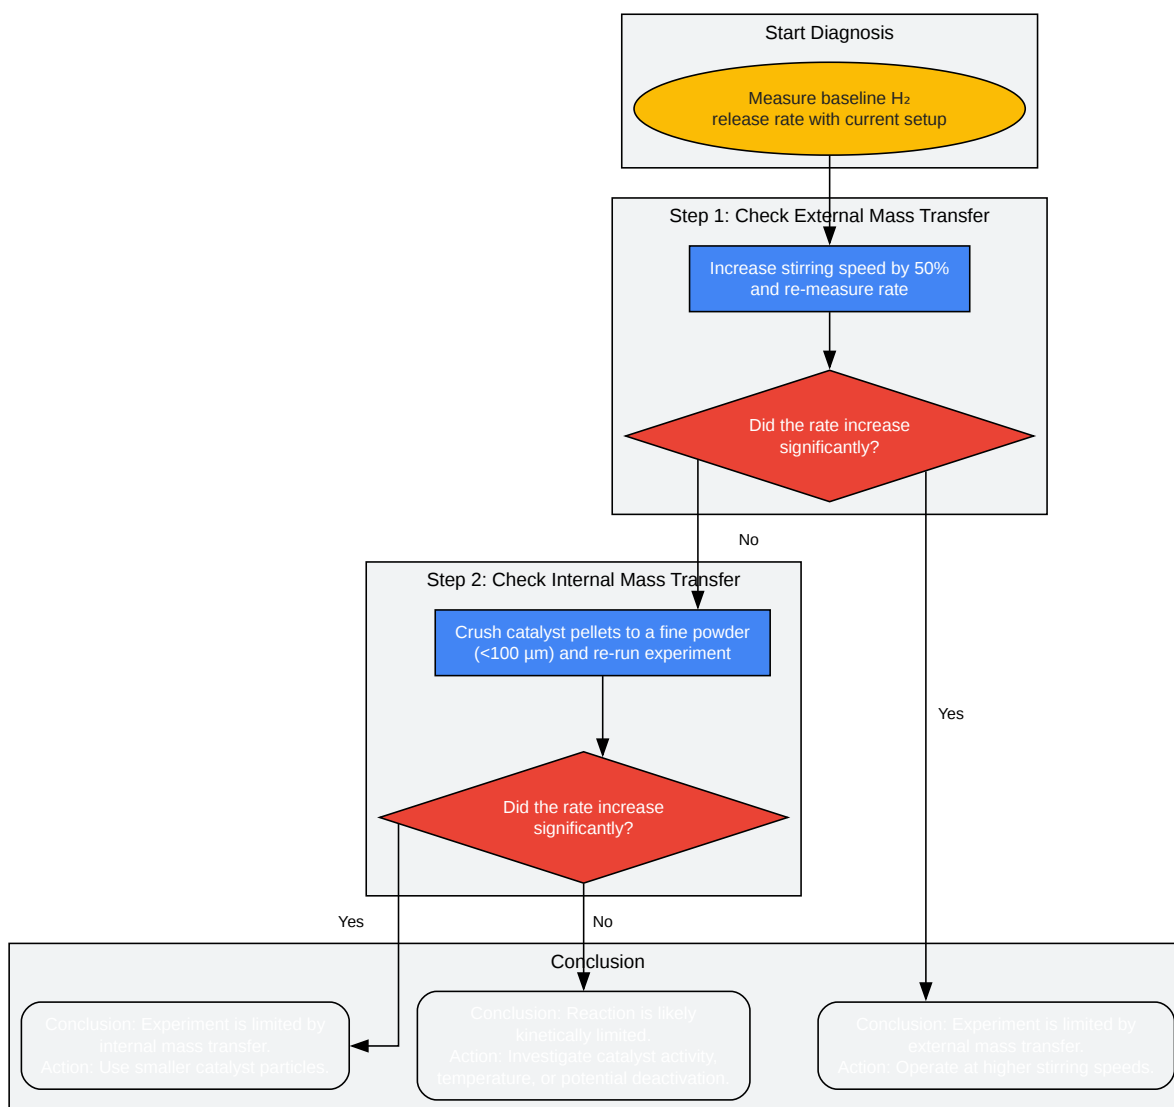 Start Diagnosis
Measure baseline H₂
release rate with current setup
Step 1: Check External Mass Transfer
Increase stirring speed by 50%
and re-measure rate
Did the rate increase
significantly?
No
Step 2: Check Internal Mass Transfer
Crush catalyst pellets to a fine powder
(<100 µm) and re-run experiment
Yes
Did the rate increase
significantly?
Yes
No
Conclusion
Conclusion: Experiment is limited by
internal mass transfer.
Action: Use smaller catalyst particles.
Conclusion: Reaction is likely
kinetically limited.
Action: Investigate catalyst activity,
temperature, or potential deactivation.
Conclusion: Experiment is limited by
external mass transfer.
Action: Operate at higher stirring speeds